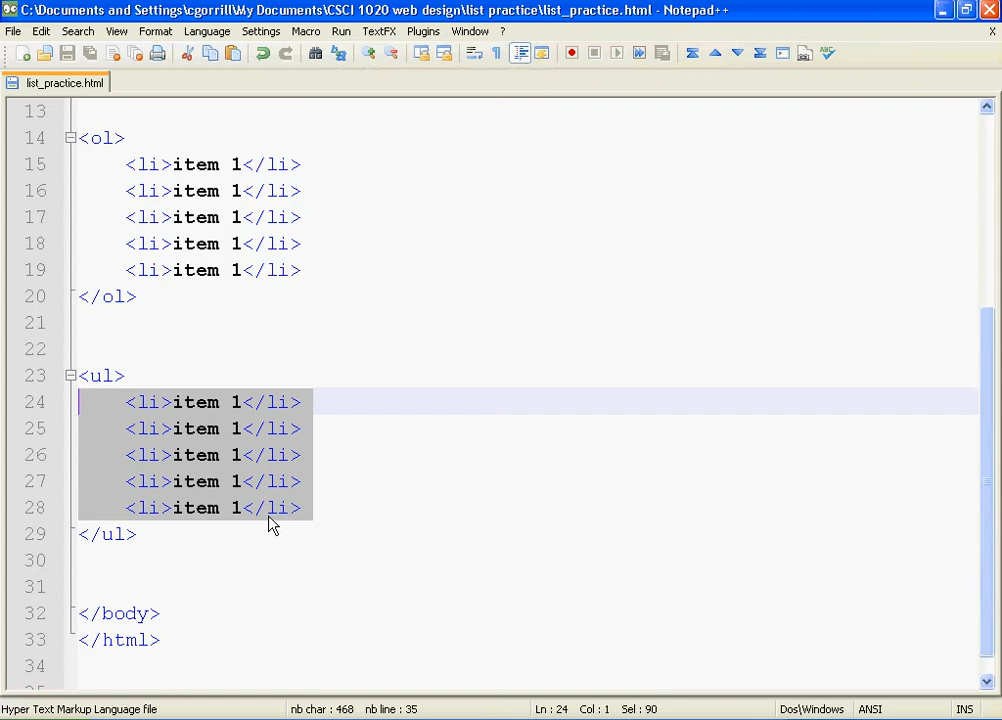 C:\Documents and Settings\cgorrill\My Documents\CSCI 1020 web design\list practice\list_practice.html - Notepad++
File Edit Search View Format Language Settings Macro Run TextFX Plugins Window ? X
list_practice.html
13
14 <ol>
15 <li>item 1</li>
16 <li>item 1</li>
17 <li>item 1</li>
18 <li>item 1</li>
19 <li>item 1</li>
20 </ol>
21
22
23 <ul>
24 <li>item 1</li>
25 <li>item 1</li>
26 <li>item 1</li>
27 <li>item 1</li>
28 <li>item 1</li>
29 </ul>
30
31
32 </body>
33 </html>
34
Hyper Text Markup Language file nb char : 468 nb line : 35 Ln : 24 Col : 1 Sel : 90 Dos\Windows ANSI INS